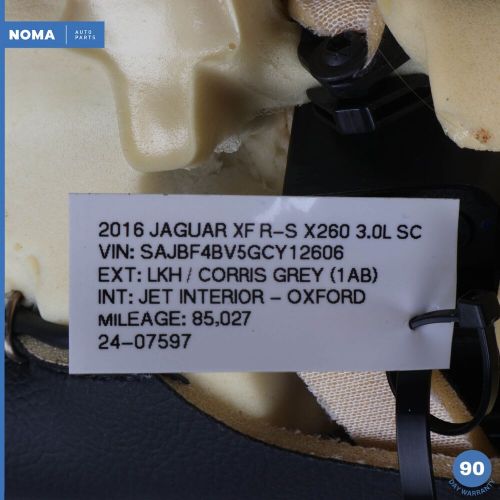 NOMA AUTO
PARTS
2016 JAGUAR XF R-S X260 3.0L SC
VIN: SAJBF4BV5GCY12606
EXT: LKH / CORRIS GREY (1AB)
INT: JET INTERIOR - OXFORD
MILEAGE: 85,027
24-07597
90
DAY WARRANTY